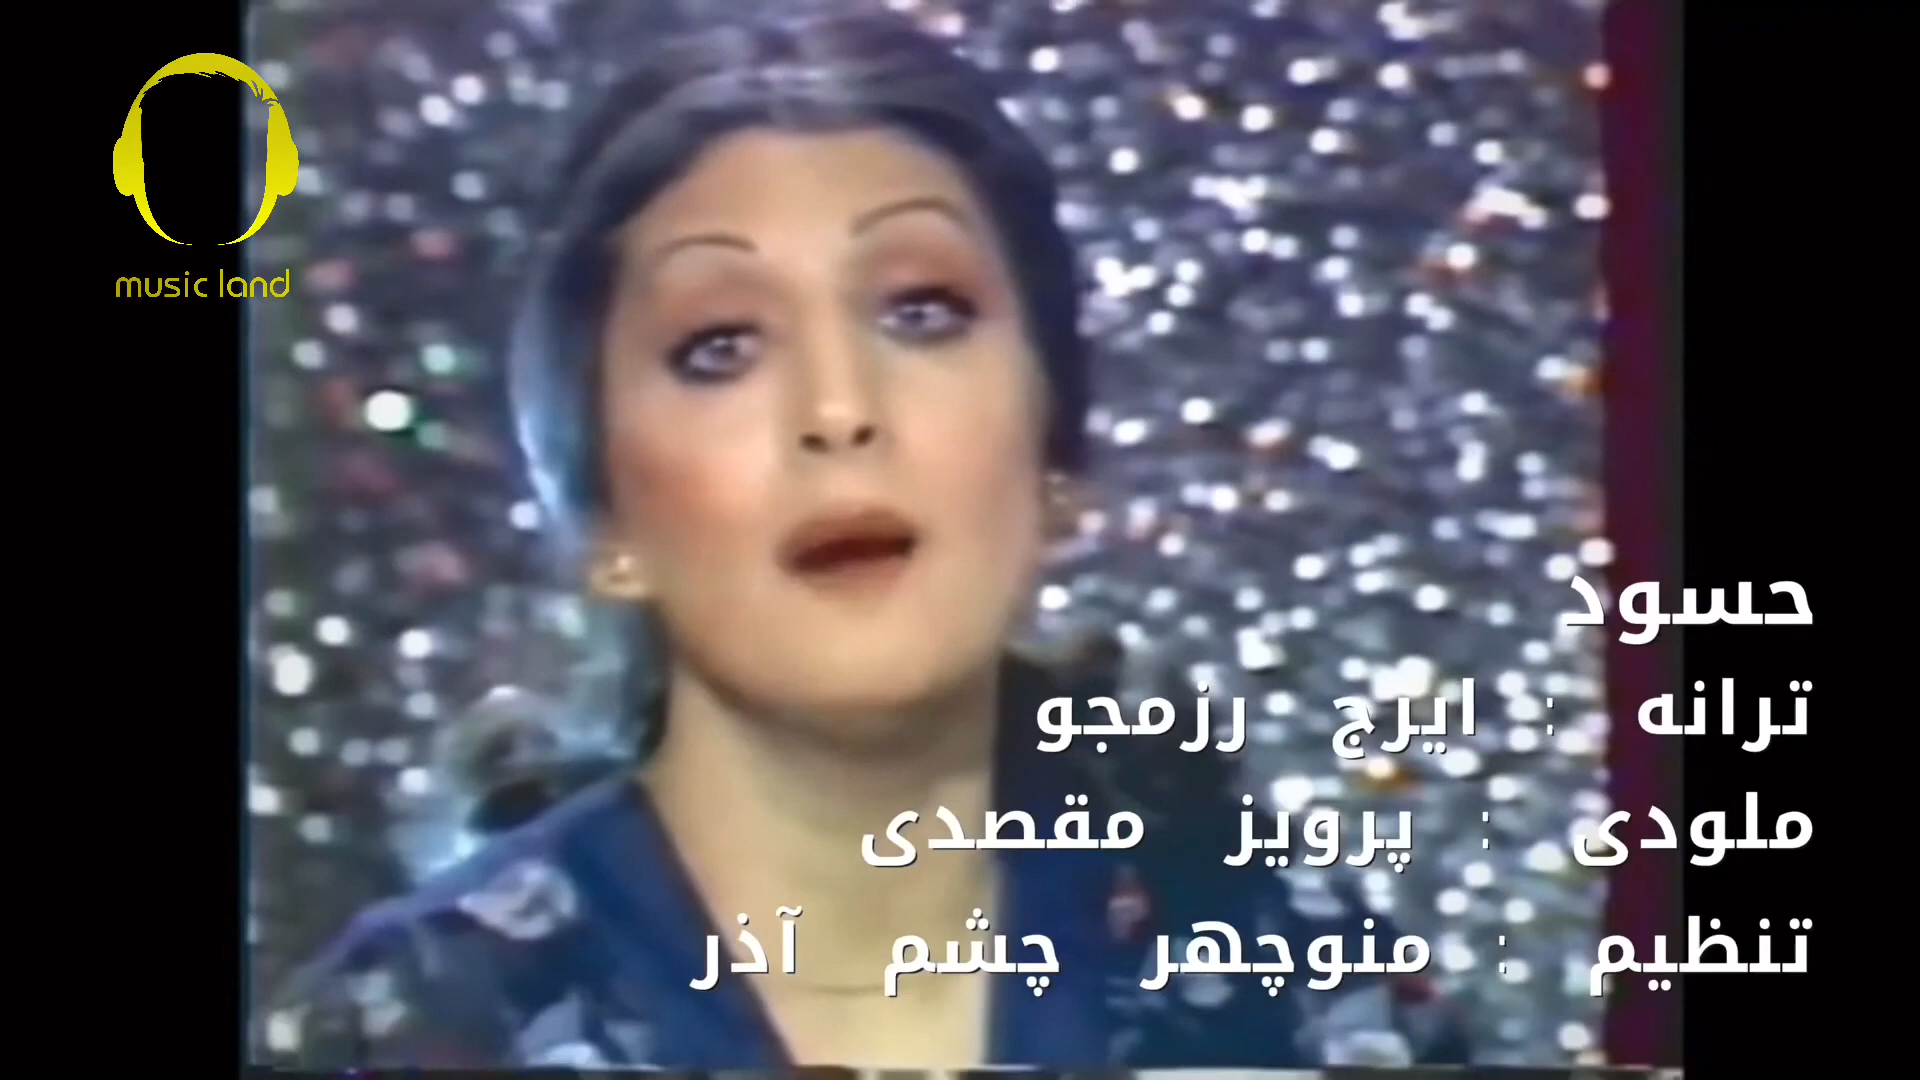 music land
حسود
ترانه : ایرج رزمجو
ملودی : پرویز مقصدی
تنظیم : منوچهر چشم آذر